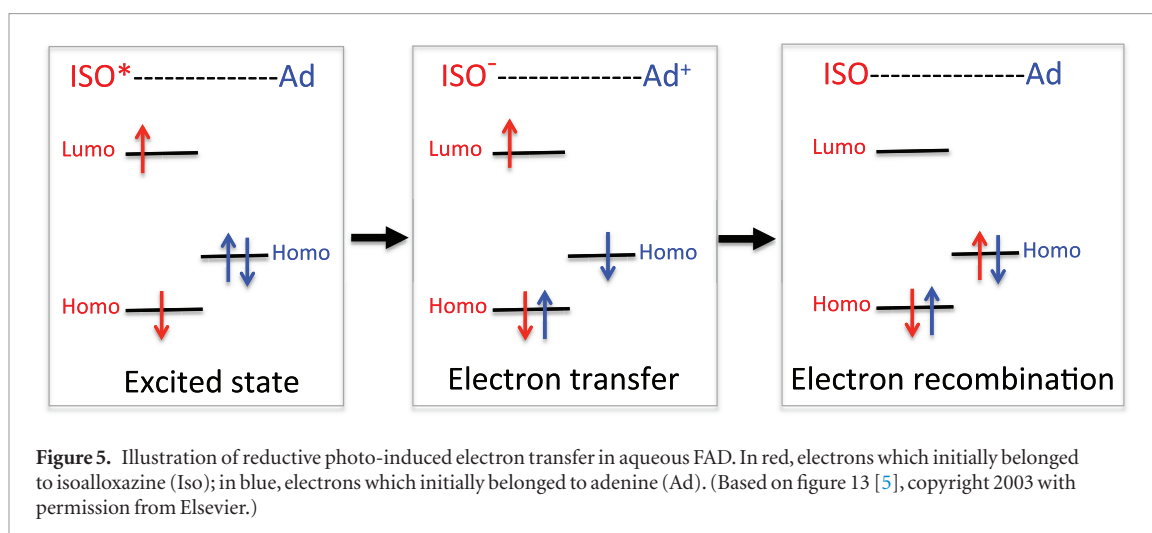 ISO*--------------Ad
Lumo
Homo
Homo
Excited state
ISO⁻--------------Ad⁺
Lumo
Homo
Homo
Electron transfer
ISO---------------Ad
Lumo
Homo
Homo
Electron recombination
Figure 5. Illustration of reductive photo-induced electron transfer in aqueous FAD. In red, electrons which initially belonged
to isoalloxazine (Iso); in blue, electrons which initially belonged to adenine (Ad). (Based on figure 13 [5], copyright 2003 with
permission from Elsevier.)